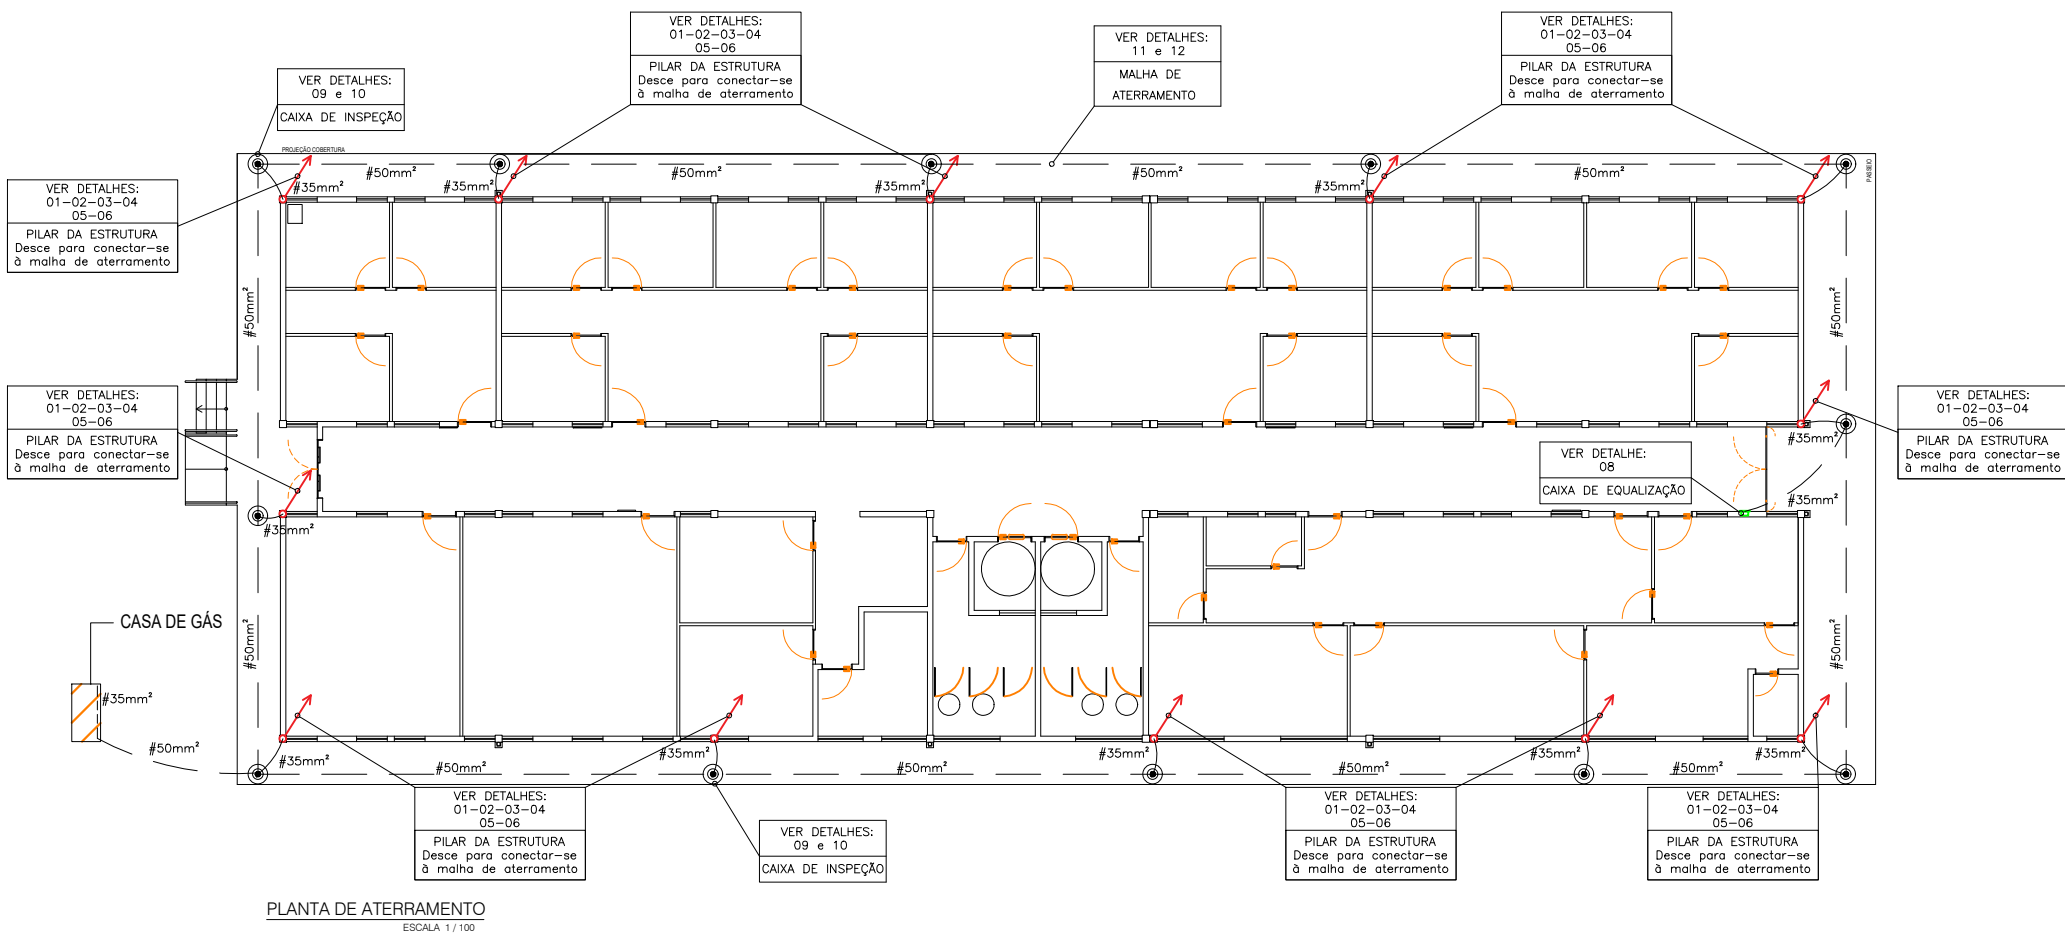 VER DETALHES:
01-02-03-04
05-06
PILAR DA ESTRUTURA
Desce para conectar-se
à malha de aterramento
VER DETALHES:
11 e 12
MALHA DE
ATERRAMENTO
VER DETALHES:
01-02-03-04
05-06
PILAR DA ESTRUTURA
Desce para conectar-se
à malha de aterramento
VER DETALHES:
09 e 10
CAIXA DE INSPEÇÃO
PROJEÇÃO COBERTURA
#50mm²
#50mm²
#50mm²
#50mm²
PASSEIO
#35mm²
#35mm²
#35mm²
#35mm²
VER DETALHES:
01-02-03-04
05-06
PILAR DA ESTRUTURA
Desce para conectar-se
à malha de aterramento
#50mm²
#50mm²
VER DETALHES:
01-02-03-04
05-06
PILAR DA ESTRUTURA
Desce para conectar-se
à malha de aterramento
VER DETALHES:
01-02-03-04
05-06
PILAR DA ESTRUTURA
Desce para conectar-se
à malha de aterramento
#35mm²
VER DETALHE:
08
CAIXA DE EQUALIZAÇÃO
#35mm²
#35mm²
CASA DE GÁS
#50mm²
#50mm²
#35mm²
#50mm²
#35mm²
#35mm²
#35mm²
#35mm²
#35mm²
#50mm²
#50mm²
#50mm²
#50mm²
VER DETALHES:
01-02-03-04
05-06
PILAR DA ESTRUTURA
Desce para conectar-se
à malha de aterramento
VER DETALHES:
09 e 10
CAIXA DE INSPEÇÃO
VER DETALHES:
01-02-03-04
05-06
PILAR DA ESTRUTURA
Desce para conectar-se
à malha de aterramento
VER DETALHES:
01-02-03-04
05-06
PILAR DA ESTRUTURA
Desce para conectar-se
à malha de aterramento
PLANTA DE ATERRAMENTO
ESCALA 1 / 100